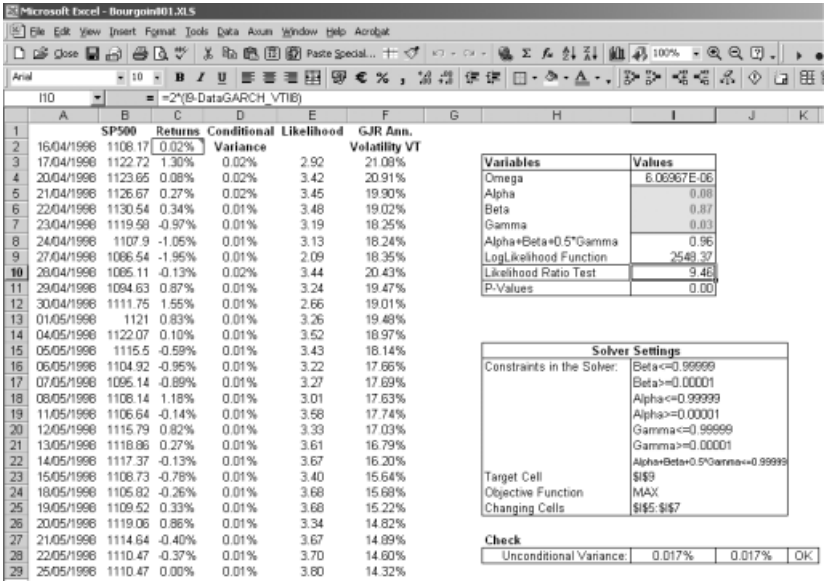 Microsoft Excel - Bourgoin801.XLS
File Edit View Insert Format Tools Data Axum Window Help Acrobat
Close Paste Special... 100%
Arial 10 B I U € % ,
I10 = =2*(I9-DataGARCH_VT!I8)
A B C D E F G H I J K
1 SP500 Returns Conditional Likelihood GJR Ann.
2 16/04/1998 1108.17 0.02% Variance Volatility VT
3 17/04/1998 1122.72 1.30% 0.02% 2.92 21.08% Variables Values
4 20/04/1998 1123.65 0.08% 0.02% 3.42 20.91% Omega 6.06967E-06
5 21/04/1998 1126.67 0.27% 0.02% 3.45 19.90% Alpha 0.08
6 22/04/1998 1130.54 0.34% 0.01% 3.48 19.02% Beta 0.87
7 23/04/1998 1119.58 -0.97% 0.01% 3.19 18.25% Gamma 0.03
8 24/04/1998 1107.9 -1.05% 0.01% 3.13 18.24% Alpha+Beta+0.5*Gamma 0.96
9 27/04/1998 1086.54 -1.95% 0.01% 2.09 18.35% LogLikelihood Function 2548.37
10 28/04/1998 1085.11 -0.13% 0.02% 3.44 20.43% Likelihood Ratio Test 9.46
11 29/04/1998 1094.63 0.87% 0.01% 3.24 19.47% P-Values 0.00
12 30/04/1998 1111.75 1.55% 0.01% 2.66 19.01%
13 01/05/1998 1121 0.83% 0.01% 3.26 19.48%
14 04/05/1998 1122.07 0.10% 0.01% 3.52 18.97%
15 05/05/1998 1115.5 -0.59% 0.01% 3.43 18.14% Solver Settings
16 06/05/1998 1104.92 -0.95% 0.01% 3.22 17.66% Constraints in the Solver: Beta<=0.99999
17 07/05/1998 1095.14 -0.89% 0.01% 3.27 17.69% Beta>=0.00001
18 08/05/1998 1108.14 1.18% 0.01% 3.01 17.63% Alpha<=0.99999
19 11/05/1998 1106.64 -0.14% 0.01% 3.58 17.74% Alpha>=0.00001
20 12/05/1998 1115.79 0.82% 0.01% 3.33 17.03% Gamma<=0.99999
21 13/05/1998 1118.86 0.27% 0.01% 3.61 16.79% Gamma>=0.00001
22 14/05/1998 1117.37 -0.13% 0.01% 3.67 16.20% Alpha+Beta+0.5*Gamma<=0.99999
23 15/05/1998 1108.73 -0.78% 0.01% 3.40 15.64% Target Cell $I$9
24 18/05/1998 1105.82 -0.26% 0.01% 3.68 15.68% Objective Function MAX
25 19/05/1998 1109.52 0.33% 0.01% 3.68 15.22% Changing Cells $I$5:$I$7
26 20/05/1998 1119.06 0.86% 0.01% 3.34 14.82%
27 21/05/1998 1114.64 -0.40% 0.01% 3.67 14.89% Check
28 22/05/1998 1110.47 -0.37% 0.01% 3.70 14.60% Unconditional Variance: 0.017% 0.017% OK
29 25/05/1998 1110.47 0.00% 0.01% 3.80 14.32%